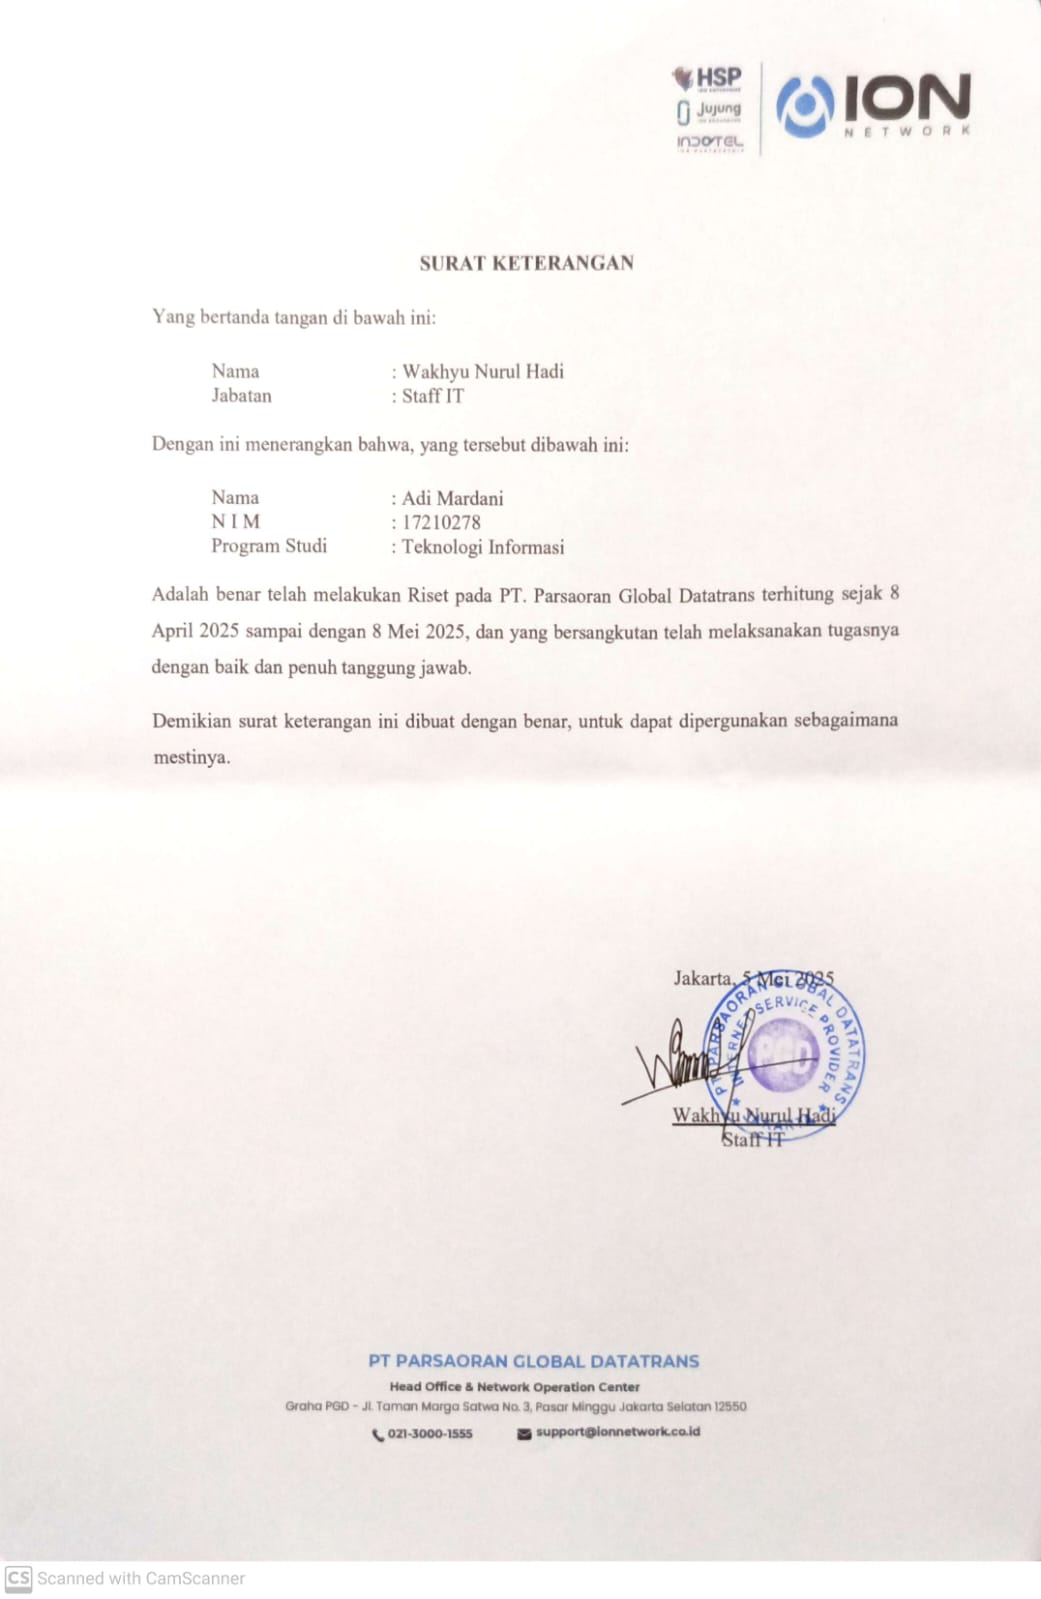 HSP
Jujung
INDOTEL
ION
NETWORK
SURAT KETERANGAN
Yang bertanda tangan di bawah ini:
Nama : Wakhyu Nurul Hadi
Jabatan : Staff IT
Dengan ini menerangkan bahwa, yang tersebut dibawah ini:
Nama : Adi Mardani
N I M : 17210278
Program Studi : Teknologi Informasi
Adalah benar telah melakukan Riset pada PT. Parsaoran Global Datatrans terhitung sejak 8
April 2025 sampai dengan 8 Mei 2025, dan yang bersangkutan telah melaksanakan tugasnya
dengan baik dan penuh tanggung jawab.
Demikian surat keterangan ini dibuat dengan benar, untuk dapat dipergunakan sebagaimana
mestinya.
Jakarta, 5 Mei 2025
PT PARSAORAN GLOBAL DATATRANS
INTERNET SERVICE PROVIDER
PGD
JAKARTA
Wakhyu Nurul Hadi
Staff IT
PT PARSAORAN GLOBAL DATATRANS
Head Office & Network Operation Center
Graha PGD - Jl. Taman Marga Satwa No. 3, Pasar Minggu Jakarta Selatan 12550
021-3000-1555 support@ionnetwork.co.id
CS Scanned with CamScanner